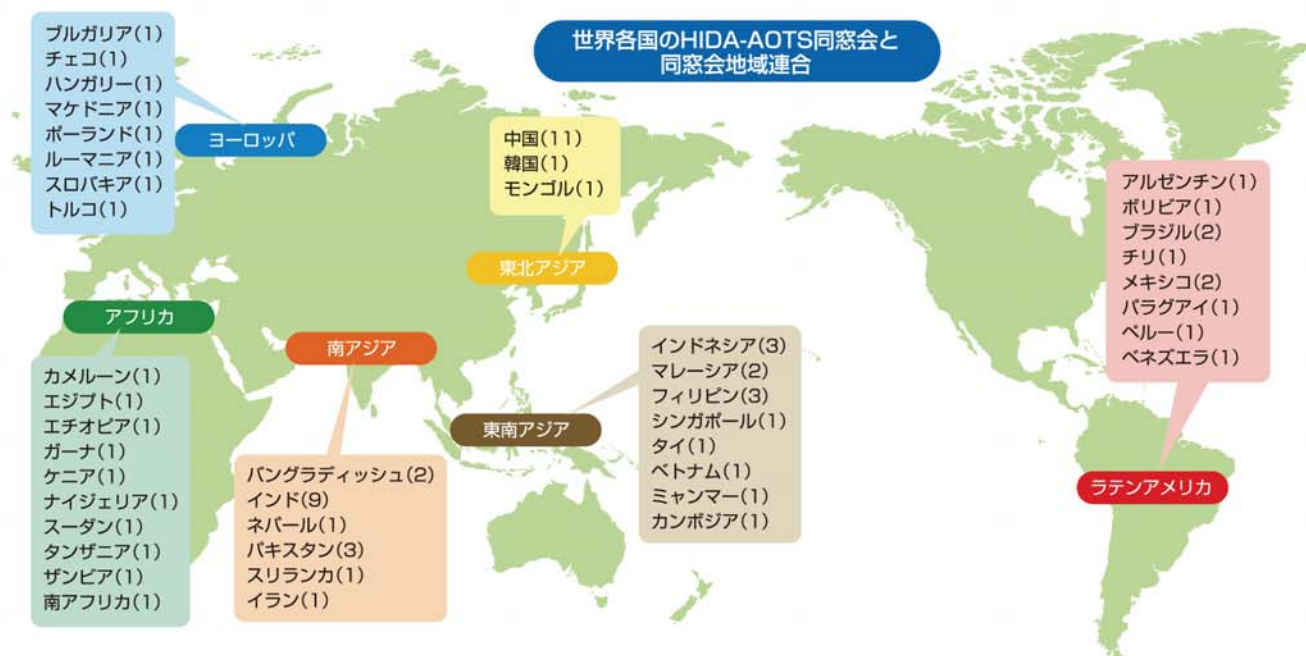 世界各国のHIDA-AOTS同窓会と
同窓会地域連合
ブルガリア(1)
チェコ(1)
ハンガリー(1)
マケドニア(1)
ポーランド(1)
ルーマニア(1)
スロバキア(1)
トルコ(1)
ヨーロッパ
中国(11)
韓国(1)
モンゴル(1)
東北アジア
アルゼンチン(1)
ボリビア(1)
ブラジル(2)
チリ(1)
メキシコ(2)
パラグアイ(1)
ペルー(1)
ベネズエラ(1)
ラテンアメリカ
アフリカ
カメルーン(1)
エジプト(1)
エチオピア(1)
ガーナ(1)
ケニア(1)
ナイジェリア(1)
スーダン(1)
タンザニア(1)
ザンビア(1)
南アフリカ(1)
南アジア
バングラディッシュ(2)
インド(9)
ネパール(1)
パキスタン(3)
スリランカ(1)
イラン(1)
東南アジア
インドネシア(3)
マレーシア(2)
フィリピン(3)
シンガポール(1)
タイ(1)
ベトナム(1)
ミャンマー(1)
カンボジア(1)